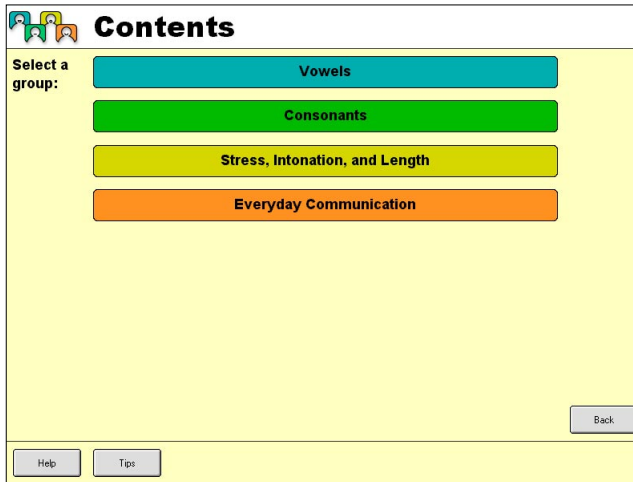 Contents
Select a
group:
Vowels
Consonants
Stress, Intonation, and Length
Everyday Communication
Back
Help
Tips